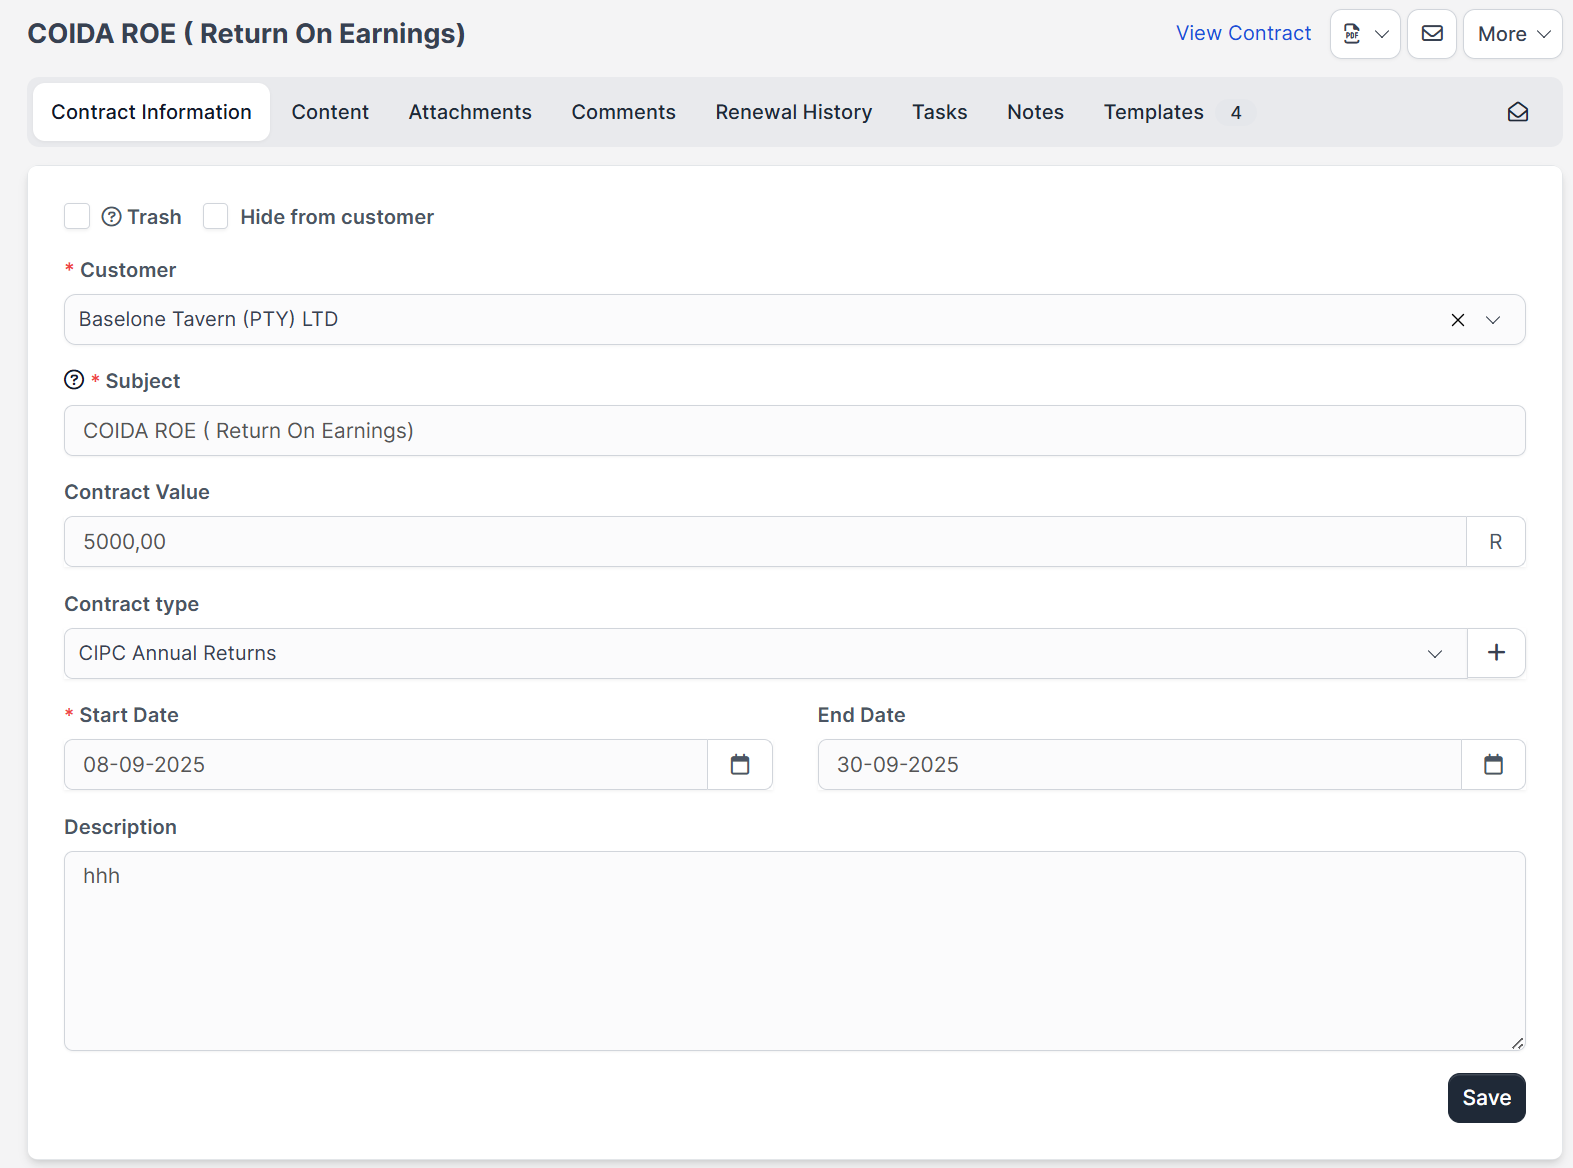 COIDA ROE ( Return On Earnings)
View Contract
PDF
More
Contract Information
Content
Attachments
Comments
Renewal History
Tasks
Notes
Templates 4
? Trash
Hide from customer
* Customer
Baselone Tavern (PTY) LTD
? * Subject
COIDA ROE ( Return On Earnings)
Contract Value
5000,00
R
Contract type
CIPC Annual Returns
* Start Date
End Date
08-09-2025
30-09-2025
Description
hhh
Save